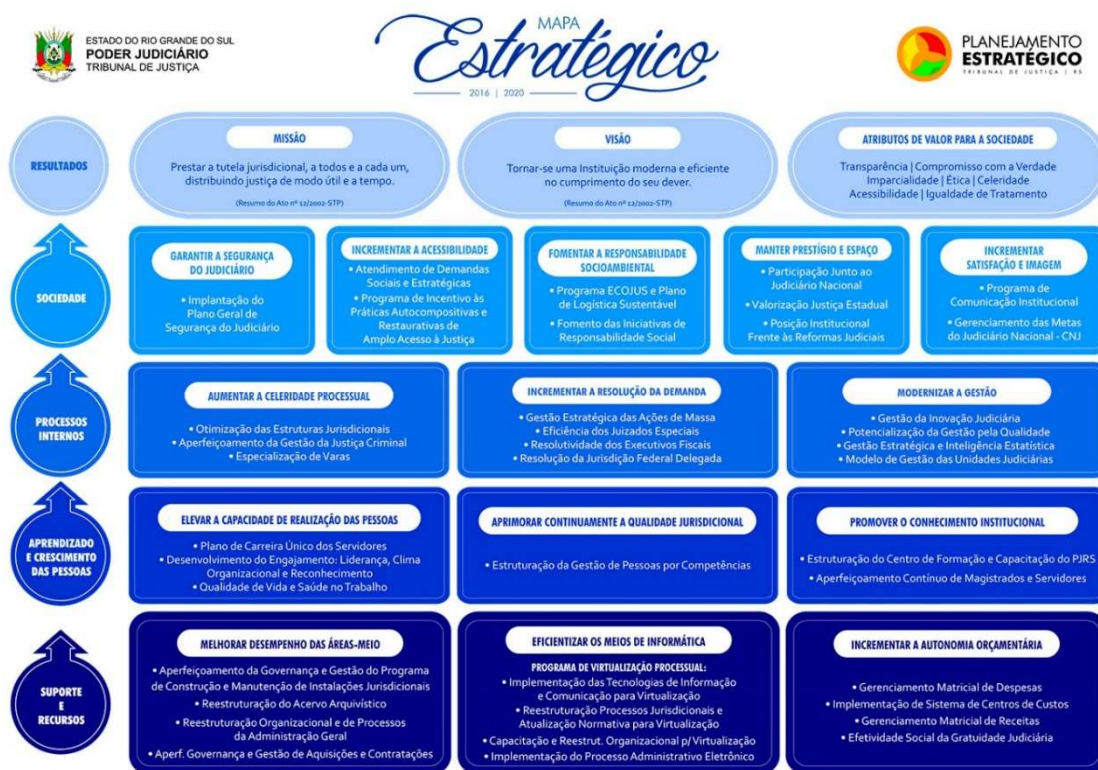 ESTADO DO RIO GRANDE DO SUL
PODER JUDICIÁRIO
TRIBUNAL DE JUSTIÇA
MAPA
Estratégico
2016 | 2020
PLANEJAMENTO
ESTRATÉGICO
TRIBUNAL DE JUSTIÇA | RS
RESULTADOS
MISSÃO
Prestar a tutela jurisdicional, a todos e a cada um,
distribuindo justiça de modo útil e a tempo.
(Resumo do Ato nº 12/2002-STP)
VISÃO
Tornar-se uma Instituição moderna e eficiente
no cumprimento do seu dever.
(Resumo do Ato nº 12/2002-STP)
ATRIBUTOS DE VALOR PARA A SOCIEDADE
Transparência | Compromisso com a Verdade
Imparcialidade | Ética | Celeridade
Acessibilidade | Igualdade de Tratamento
SOCIEDADE
GARANTIR A SEGURANÇA
DO JUDICIÁRIO
• Implantação do
Plano Geral de
Segurança do Judiciário
INCREMENTAR A ACESSIBILIDADE
• Atendimento de Demandas
Sociais e Estratégicas
• Programa de Incentivo às
Práticas Autocompositivas e
Restaurativas de
Amplo Acesso à Justiça
FOMENTAR A RESPONSABILIDADE
SOCIOAMBIENTAL
• Programa ECOJUS e Plano
de Logística Sustentável
• Fomento das Iniciativas de
Responsabilidade Social
MANTER PRESTÍGIO E ESPAÇO
• Participação Junto ao
Judiciário Nacional
• Valorização Justiça Estadual
• Posição Institucional
Frente às Reformas Judiciais
INCREMENTAR
SATISFAÇÃO E IMAGEM
• Programa de
Comunicação Institucional
• Gerenciamento das Metas
do Judiciário Nacional - CNJ
PROCESSOS
INTERNOS
AUMENTAR A CELERIDADE PROCESSUAL
• Otimização das Estruturas Jurisdicionais
• Aperfeiçoamento da Gestão da Justiça Criminal
• Especialização de Varas
INCREMENTAR A RESOLUÇÃO DA DEMANDA
• Gestão Estratégica das Ações de Massa
• Eficiência dos Juizados Especiais
• Resolutividade dos Executivos Fiscais
• Resolução da Jurisdição Federal Delegada
MODERNIZAR A GESTÃO
• Gestão da Inovação Judiciária
• Potencialização da Gestão pela Qualidade
• Gestão Estratégica e Inteligência Estatística
• Modelo de Gestão das Unidades Judiciárias
APRENDIZADO
E CRESCIMENTO
DAS PESSOAS
ELEVAR A CAPACIDADE DE REALIZAÇÃO DAS PESSOAS
• Plano de Carreira Único dos Servidores
• Desenvolvimento do Engajamento: Liderança, Clima
Organizacional e Reconhecimento
• Qualidade de Vida e Saúde no Trabalho
APRIMORAR CONTINUAMENTE A QUALIDADE JURISDICIONAL
• Estruturação da Gestão de Pessoas por Competências
PROMOVER O CONHECIMENTO INSTITUCIONAL
• Estruturação do Centro de Formação e Capacitação do PJRS
• Aperfeiçoamento Contínuo de Magistrados e Servidores
SUPORTE
E
RECURSOS
MELHORAR DESEMPENHO DAS ÁREAS-MEIO
• Aperfeiçoamento da Governança e Gestão do Programa
de Construção e Manutenção de Instalações Jurisdicionais
• Reestruturação do Acervo Arquivístico
• Reestruturação Organizacional e de Processos
da Administração Geral
• Aperf. Governança e Gestão de Aquisições e Contratações
EFICIENTIZAR OS MEIOS DE INFORMÁTICA
PROGRAMA DE VIRTUALIZAÇÃO PROCESSUAL:
• Implementação das Tecnologias de Informação
e Comunicação para Virtualização
• Reestruturação Processos Jurisdicionais e
Atualização Normativa para Virtualização
• Capacitação e Reestrut. Organizacional p/ Virtualização
• Implementação do Processo Administrativo Eletrônico
INCREMENTAR A AUTONOMIA ORÇAMENTÁRIA
• Gerenciamento Matricial de Despesas
• Implementação de Sistema de Centros de Custos
• Gerenciamento Matricial de Receitas
• Efetividade Social da Gratuidade Judiciária